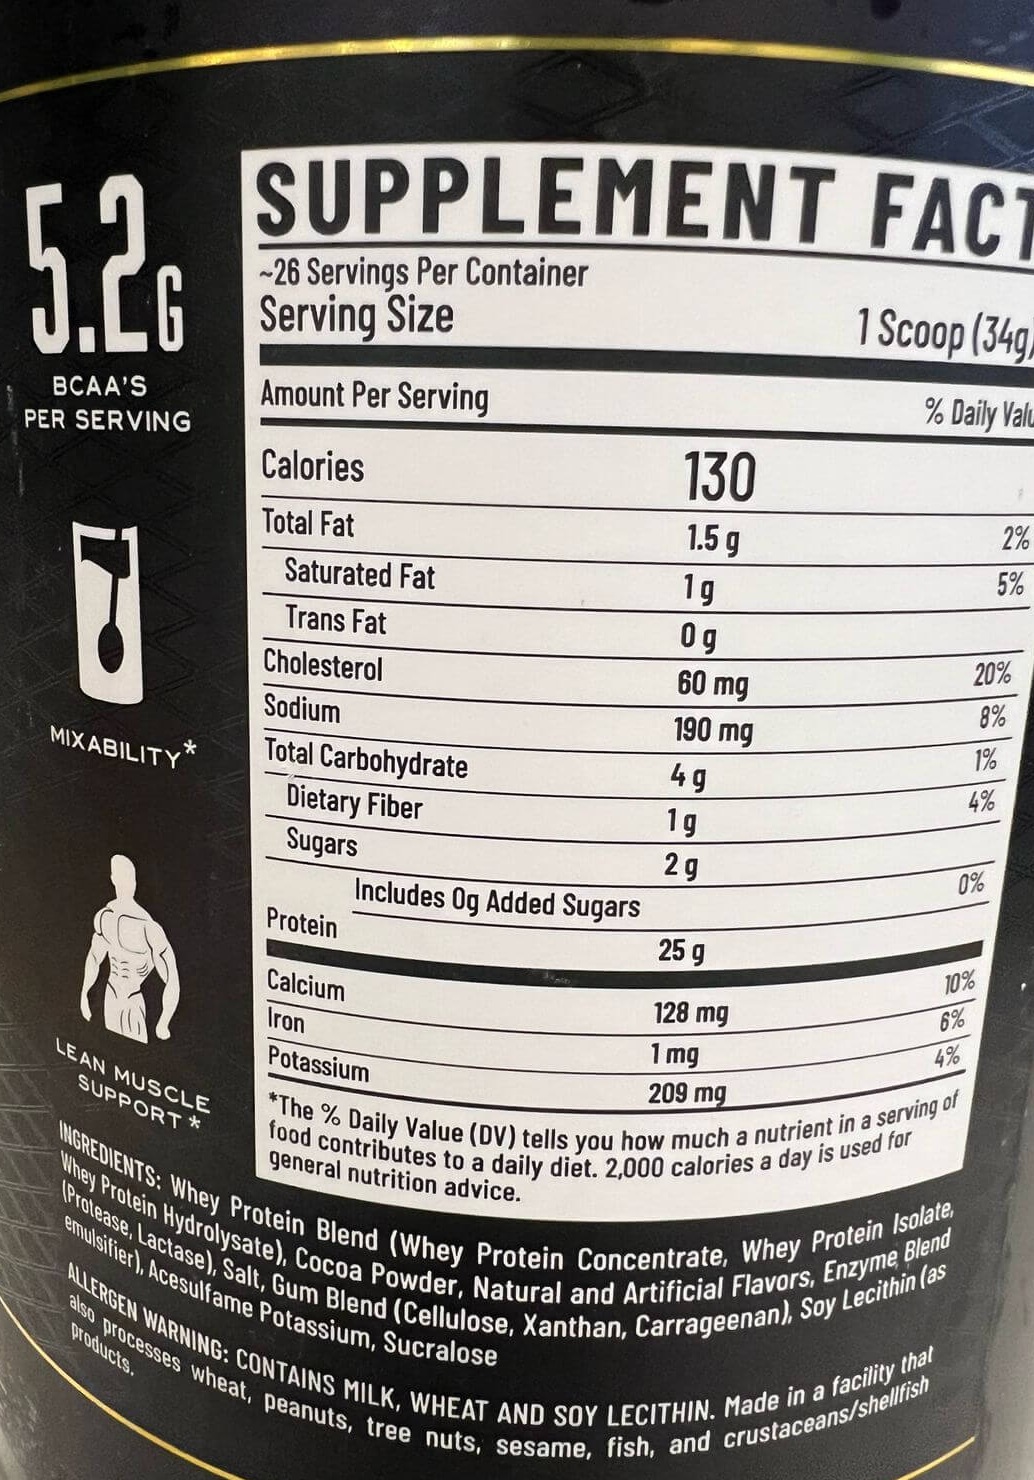 5.2G
BCAA'S
PER SERVING
MIXABILITY*
LEAN MUSCLE
SUPPORT*
SUPPLEMENT FACT
~26 Servings Per Container
Serving Size 1 Scoop (34g)
Amount Per Serving % Daily Valu
Calories 130
Total Fat 1.5 g 2%
Saturated Fat 1 g 5%
Trans Fat 0 g
Cholesterol 60 mg 20%
Sodium 190 mg 8%
Total Carbohydrate 4 g 1%
Dietary Fiber 1 g 4%
Sugars 2 g
Includes 0g Added Sugars 0%
Protein 25 g
Calcium 128 mg 10%
Iron 1 mg 6%
Potassium 209 mg 4%
*The % Daily Value (DV) tells you how much a nutrient in a serving of
food contributes to a daily diet. 2,000 calories a day is used for
general nutrition advice.
INGREDIENTS: Whey Protein Blend (Whey Protein Concentrate, Whey Protein Isolate,
Whey Protein Hydrolysate), Cocoa Powder, Natural and Artificial Flavors, Enzyme Blend
(Protease, Lactase), Salt, Gum Blend (Cellulose, Xanthan, Carrageenan), Soy Lecithin (as
emulsifier), Acesulfame Potassium, Sucralose
ALLERGEN WARNING: CONTAINS MILK, WHEAT AND SOY LECITHIN. Made in a facility that
also processes wheat, peanuts, tree nuts, sesame, fish, and crustaceans/shellfish
products.